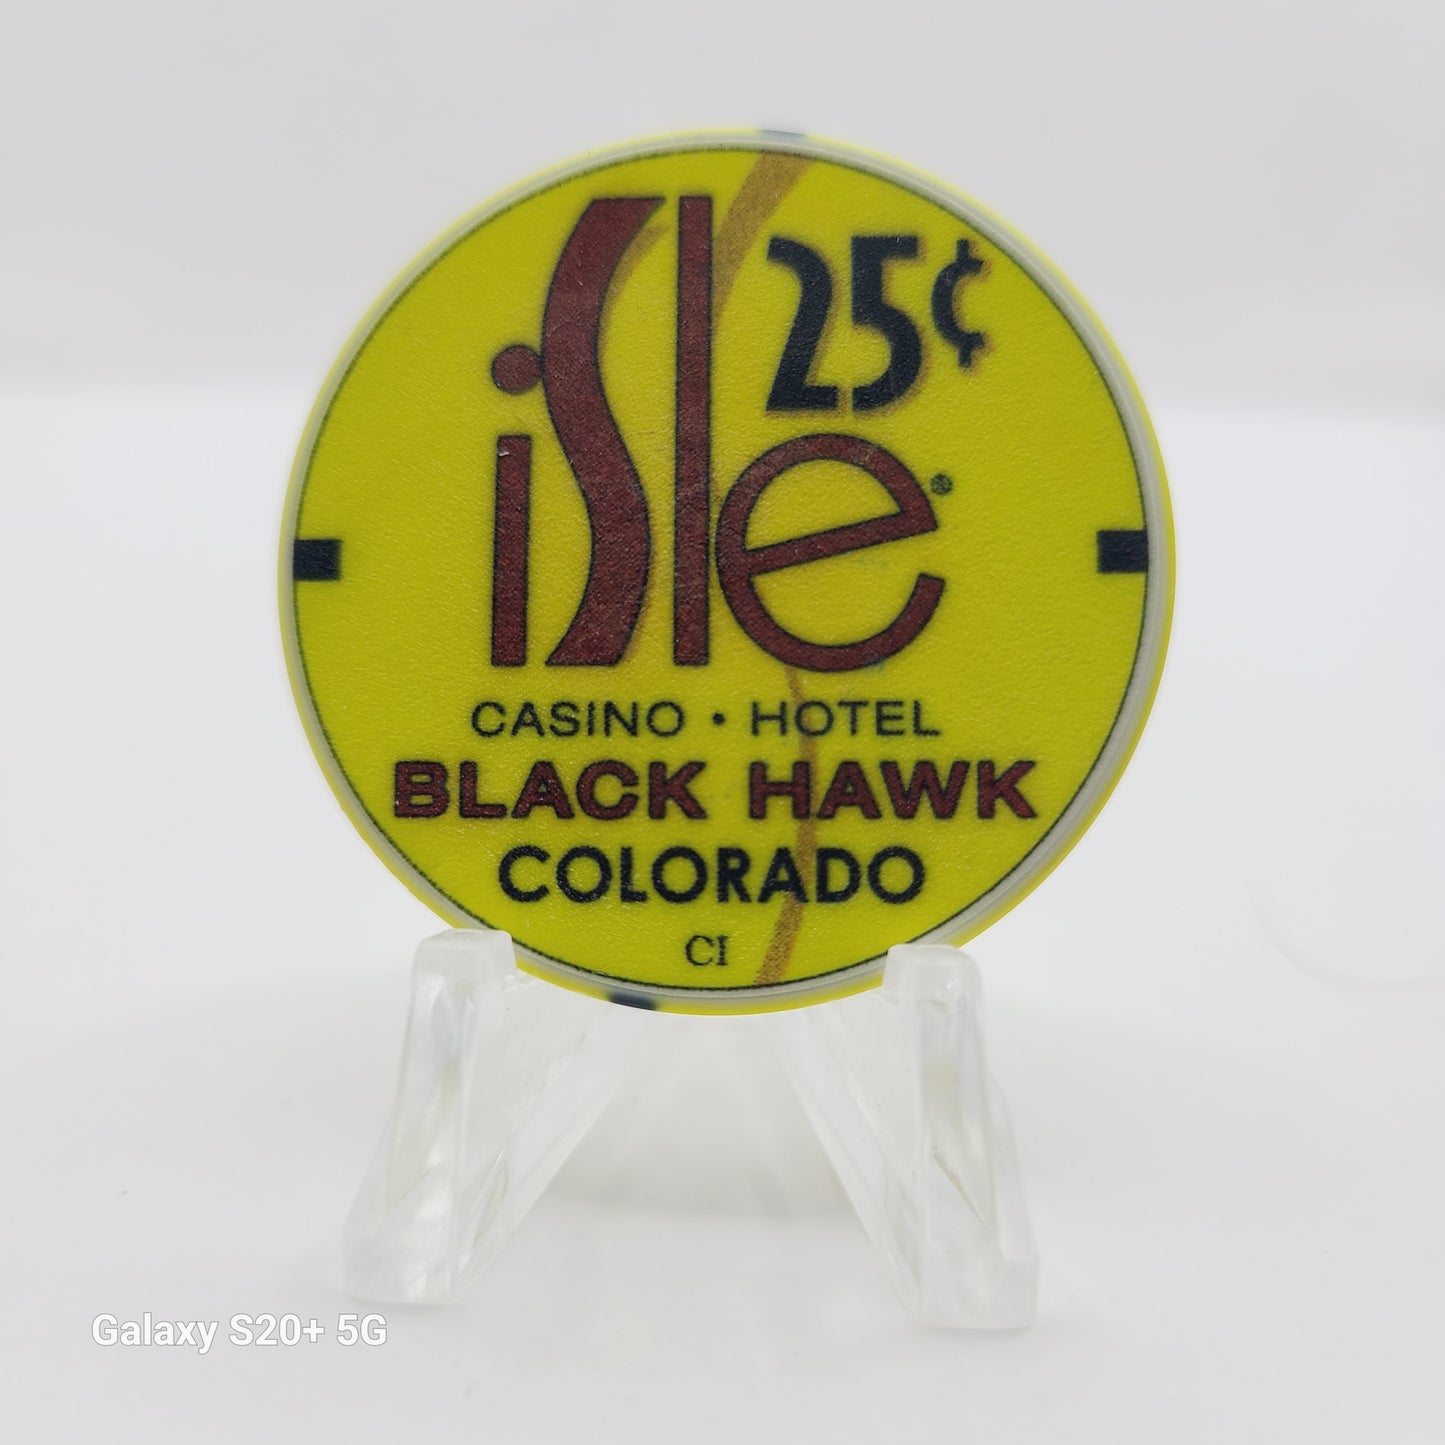 isle®
25¢
CASINO • HOTEL
BLACK HAWK
COLORADO
CI
Galaxy S20+ 5G